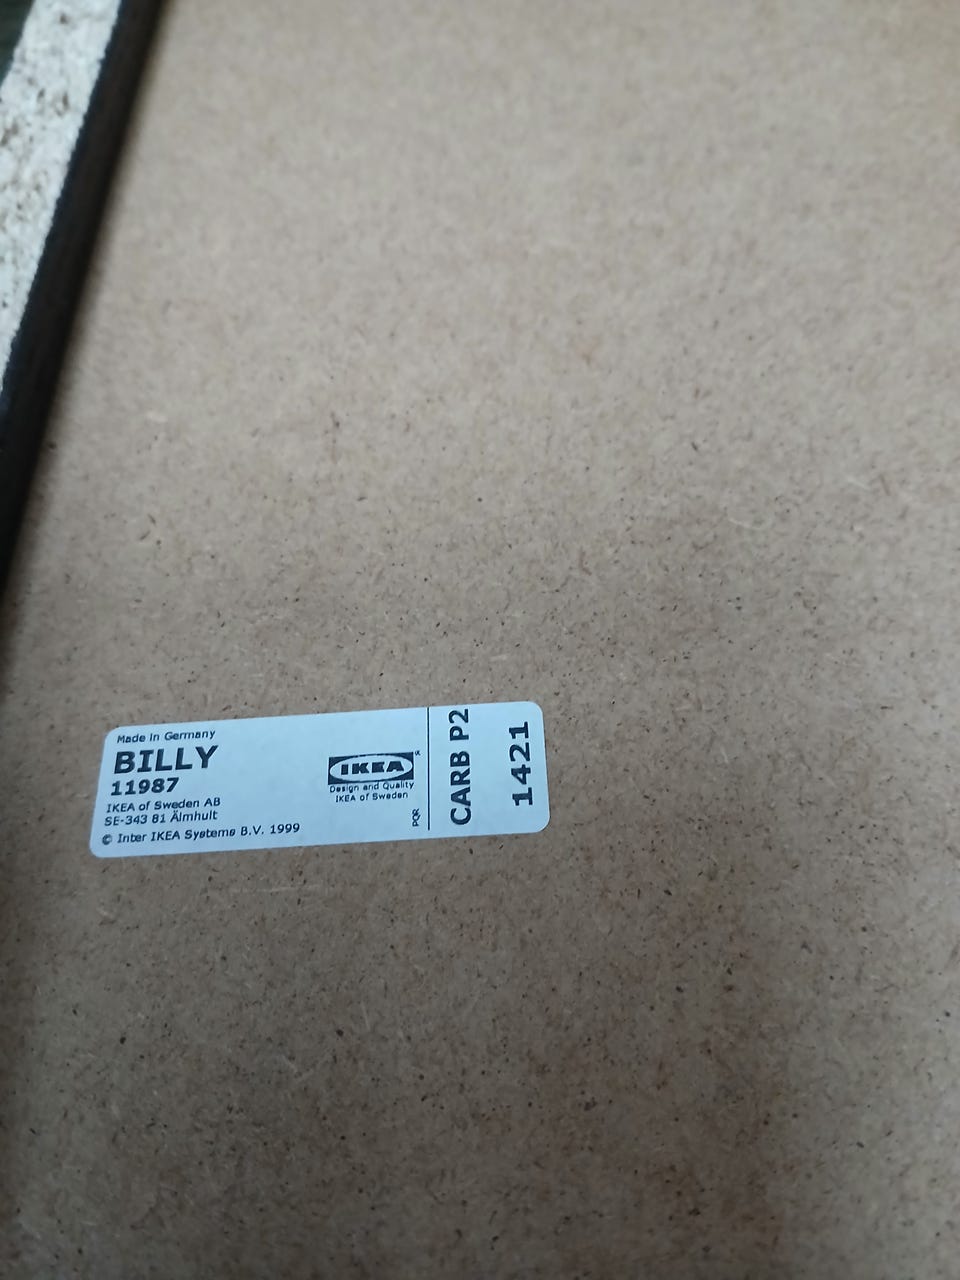 Made in Germany
BILLY
11987
IKEA of Sweden AB
SE-343 81 Älmhult
© Inter IKEA Systems B.V. 1999
IKEA®
Design and Quality
IKEA of Sweden
PQR
CARB P2
1421